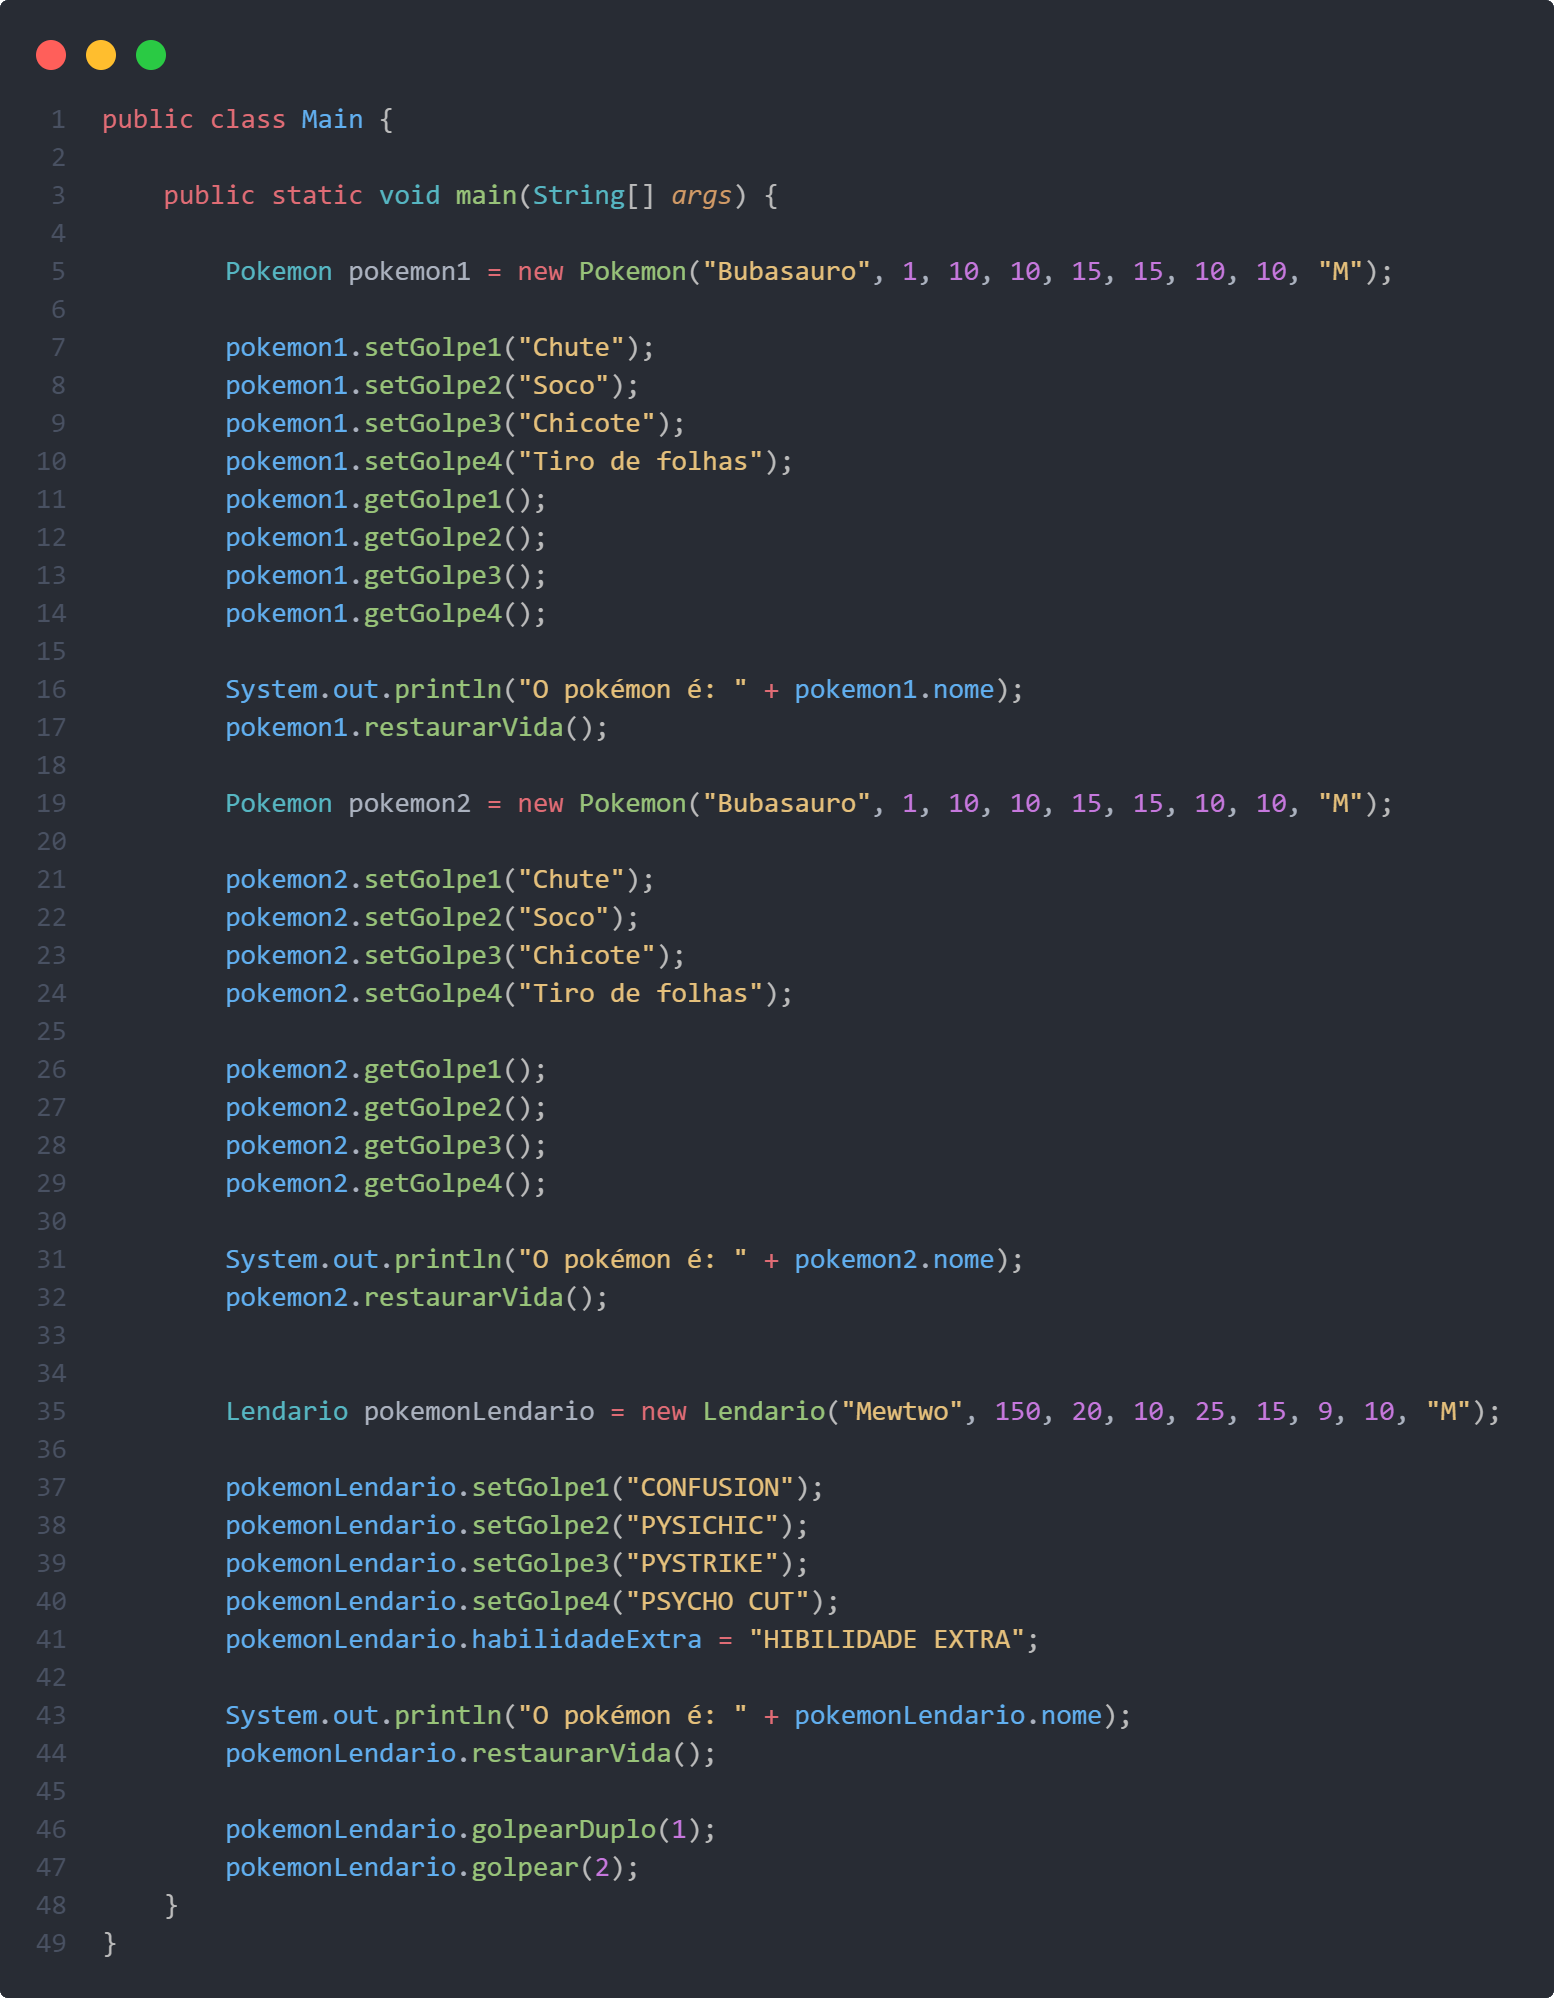 1 public class Main {
2
3 public static void main(String[] args) {
4
5 Pokemon pokemon1 = new Pokemon("Bubasauro", 1, 10, 10, 15, 15, 10, 10, "M");
6
7 pokemon1.setGolpe1("Chute");
8 pokemon1.setGolpe2("Soco");
9 pokemon1.setGolpe3("Chicote");
10 pokemon1.setGolpe4("Tiro de folhas");
11 pokemon1.getGolpe1();
12 pokemon1.getGolpe2();
13 pokemon1.getGolpe3();
14 pokemon1.getGolpe4();
15
16 System.out.println("O pokémon é: " + pokemon1.nome);
17 pokemon1.restaurarVida();
18
19 Pokemon pokemon2 = new Pokemon("Bubasauro", 1, 10, 10, 15, 15, 10, 10, "M");
20
21 pokemon2.setGolpe1("Chute");
22 pokemon2.setGolpe2("Soco");
23 pokemon2.setGolpe3("Chicote");
24 pokemon2.setGolpe4("Tiro de folhas");
25
26 pokemon2.getGolpe1();
27 pokemon2.getGolpe2();
28 pokemon2.getGolpe3();
29 pokemon2.getGolpe4();
30
31 System.out.println("O pokémon é: " + pokemon2.nome);
32 pokemon2.restaurarVida();
33
34
35 Lendario pokemonLendario = new Lendario("Mewtwo", 150, 20, 10, 25, 15, 9, 10, "M");
36
37 pokemonLendario.setGolpe1("CONFUSION");
38 pokemonLendario.setGolpe2("PYSICHIC");
39 pokemonLendario.setGolpe3("PYSTRIKE");
40 pokemonLendario.setGolpe4("PSYCHO CUT");
41 pokemonLendario.habilidadeExtra = "HIBILIDADE EXTRA";
42
43 System.out.println("O pokémon é: " + pokemonLendario.nome);
44 pokemonLendario.restaurarVida();
45
46 pokemonLendario.golpearDuplo(1);
47 pokemonLendario.golpear(2);
48 }
49 }